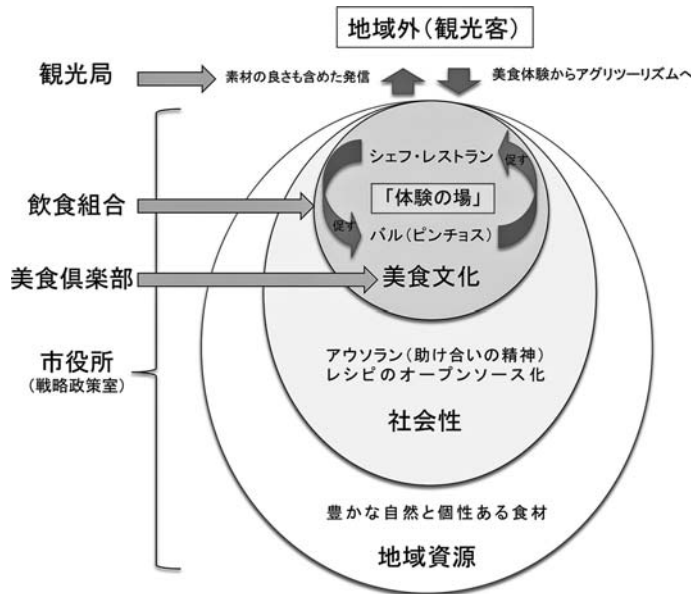 地域外(観光客)
観光局
素材の良さも含めた発信
美食体験からアグリツーリズムへ
シェフ・レストラン
促す
「体験の場」
促す
バル(ピンチョス)
飲食組合
美食倶楽部
美食文化
市役所
(戦略政策室)
アウソラン(助け合いの精神)
レシピのオープンソース化
社会性
豊かな自然と個性ある食材
地域資源